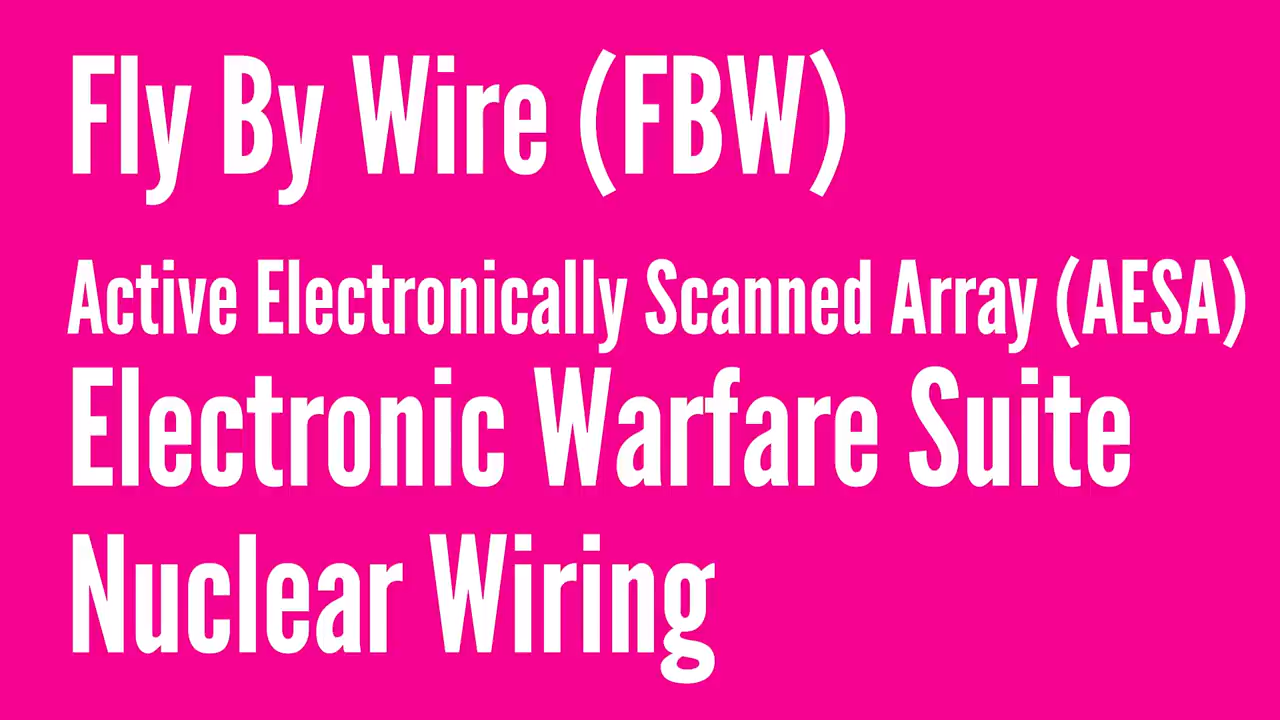 Fly By Wire (FBW)
Active Electronically Scanned Array (AESA)
Electronic Warfare Suite
Nuclear Wiring